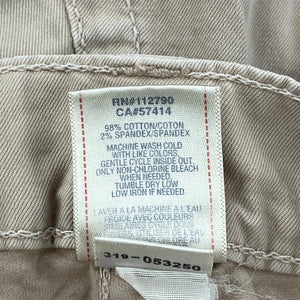 RN#112790
CA#57414
98% COTTON/COTON
2% SPANDEX/SPANDEX
MACHINE WASH COLD
WITH LIKE COLORS,
GENTLE CYCLE INSIDE OUT.
ONLY NON-CHLORINE BLEACH
WHEN NEEDED.
TUMBLE DRY LOW
LOW IRON IF NEEDED
LAVER A LA MACHINE A L'EAU
FROIDE AVEC COULEURS
SIMILAIRES CYCLE
319-053250